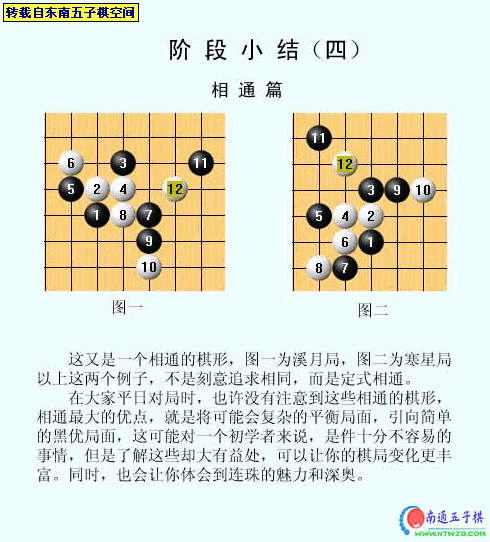 转载自东南五子棋空间
阶段小结（四）
相通篇
6 3 11
5 2 4 12
1 8 7
9
10
图一
11
12
3 9 10
5 4 2
6 1
8 7
图二
这又是一个相通的棋形，图一为溪月局，图二为寒星局
以上这两个例子，不是刻意追求相同，而是定式相通。
在大家平日对局时，也许没有注意到这些相通的棋形，
相通最大的优点，就是将可能会复杂的平衡局面，引向简单
的黑优局面，这可能对一个初学者来说，是件十分不容易的
事情，但是了解这些却大有益处，可以让你的棋局变化更丰
富。同时，也会让你体会到连珠的魅力和深奥。
南通五子棋
WWW.NTWZQ.COM